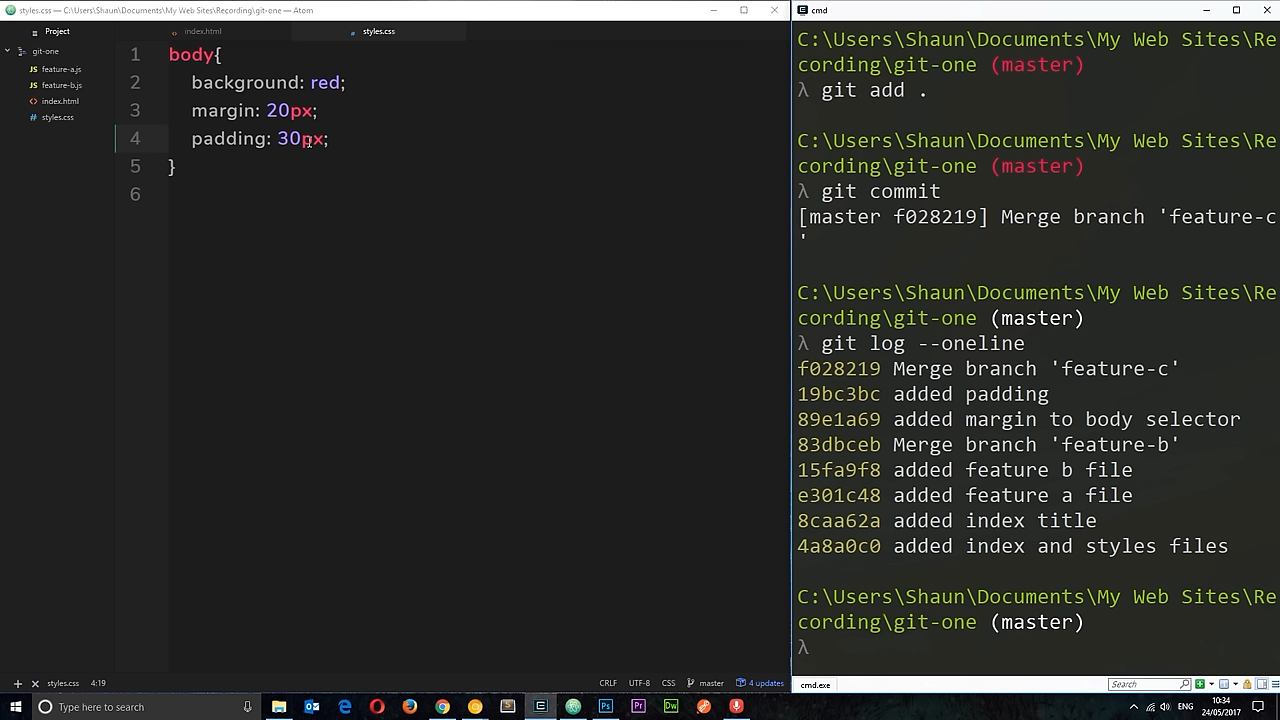 styles.css — C:\Users\Shaun\Documents\My Web Sites\Recording\git-one — Atom
Project
git-one
feature-a.js
feature-b.js
index.html
styles.css
index.html
styles.css
1 body{
2 background: red;
3 margin: 20px;
4 padding: 30px;
5 }
6
styles.css 4:19
CRLF UTF-8 CSS master 4 updates
cmd
C:\Users\Shaun\Documents\My Web Sites\Re
cording\git-one (master)
λ git add .
C:\Users\Shaun\Documents\My Web Sites\Re
cording\git-one (master)
λ git commit
[master f028219] Merge branch 'feature-c
'
C:\Users\Shaun\Documents\My Web Sites\Re
cording\git-one (master)
λ git log --oneline
f028219 Merge branch 'feature-c'
19bc3bc added padding
89e1a69 added margin to body selector
83dbceb Merge branch 'feature-b'
15fa9f8 added feature b file
e301c48 added feature a file
8caa62a added index title
4a8a0c0 added index and styles files
C:\Users\Shaun\Documents\My Web Sites\Re
cording\git-one (master)
λ
cmd.exe
Search
Type here to search
Ps Pr Dw
ENG
10:34
24/05/2017